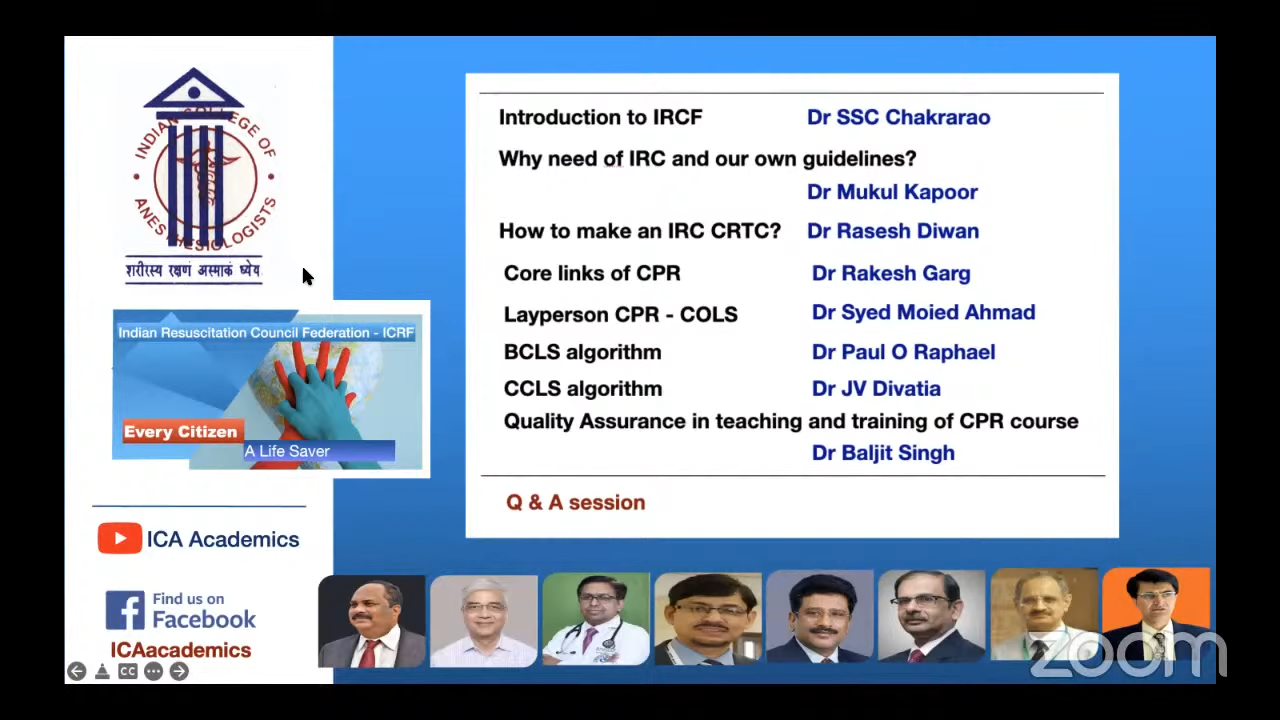 INDIAN COLLEGE OF
ANESTHESIOLOGISTS
शरीरस्य रक्षणं अस्माकं ध्येय
Indian Resuscitation Council Federation - ICRF
Every Citizen
A Life Saver
ICA Academics
Find us on
Facebook
ICAacademics
Introduction to IRCF Dr SSC Chakrarao
Why need of IRC and our own guidelines?
Dr Mukul Kapoor
How to make an IRC CRTC? Dr Rasesh Diwan
Core links of CPR Dr Rakesh Garg
Layperson CPR - COLS Dr Syed Moied Ahmad
BCLS algorithm Dr Paul O Raphael
CCLS algorithm Dr JV Divatia
Quality Assurance in teaching and training of CPR course
Dr Baljit Singh
Q & A session
CC
zoom